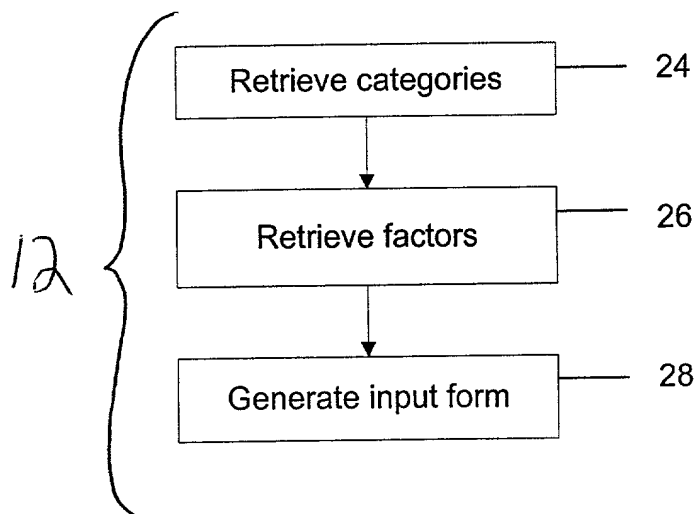 Retrieve categories 24
Retrieve factors 26
12
Generate input form 28